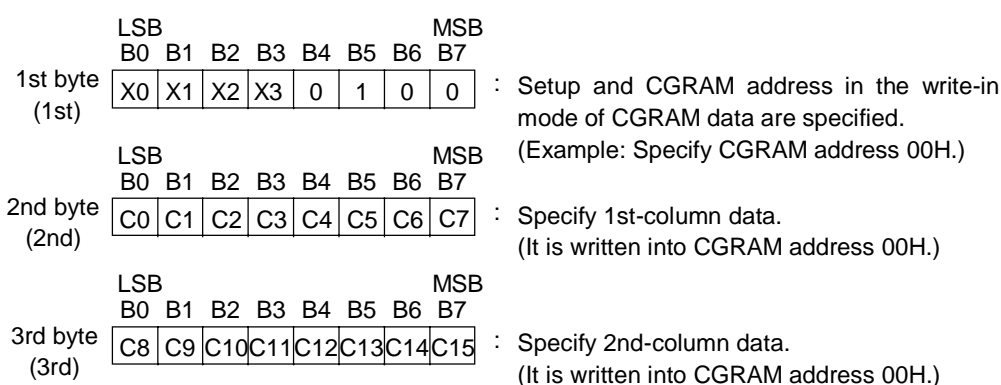 LSB MSB
B0 B1 B2 B3 B4 B5 B6 B7
1st byte (1st) X0 X1 X2 X3 0 1 0 0 : Setup and CGRAM address in the write-in
mode of CGRAM data are specified.
(Example: Specify CGRAM address 00H.)
LSB MSB
B0 B1 B2 B3 B4 B5 B6 B7
2nd byte (2nd) C0 C1 C2 C3 C4 C5 C6 C7 : Specify 1st-column data.
(It is written into CGRAM address 00H.)
LSB MSB
B0 B1 B2 B3 B4 B5 B6 B7
3rd byte (3rd) C8 C9 C10 C11 C12 C13 C14 C15 : Specify 2nd-column data.
(It is written into CGRAM address 00H.)